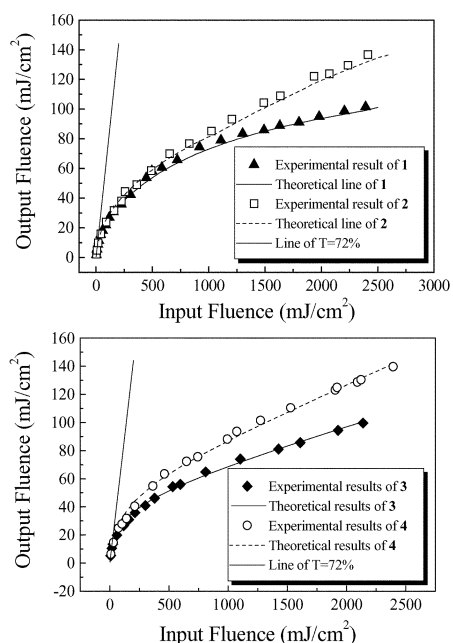 160
140
120
100
80
60
40
20
0
Output Fluence (mJ/cm²)
Experimental result of 1
Theoretical line of 1
Experimental result of 2
Theoretical line of 2
Line of T=72%
0 500 1000 1500 2000 2500 3000
Input Fluence (mJ/cm²)
160
140
120
100
80
60
40
20
0
-20
Output Fluence (mJ/cm²)
Experimental results of 3
Theoretical results of 3
Experimental results of 4
Theoretical results of 4
Line of T=72%
0 500 1000 1500 2000 2500
Input Fluence (mJ/cm²)